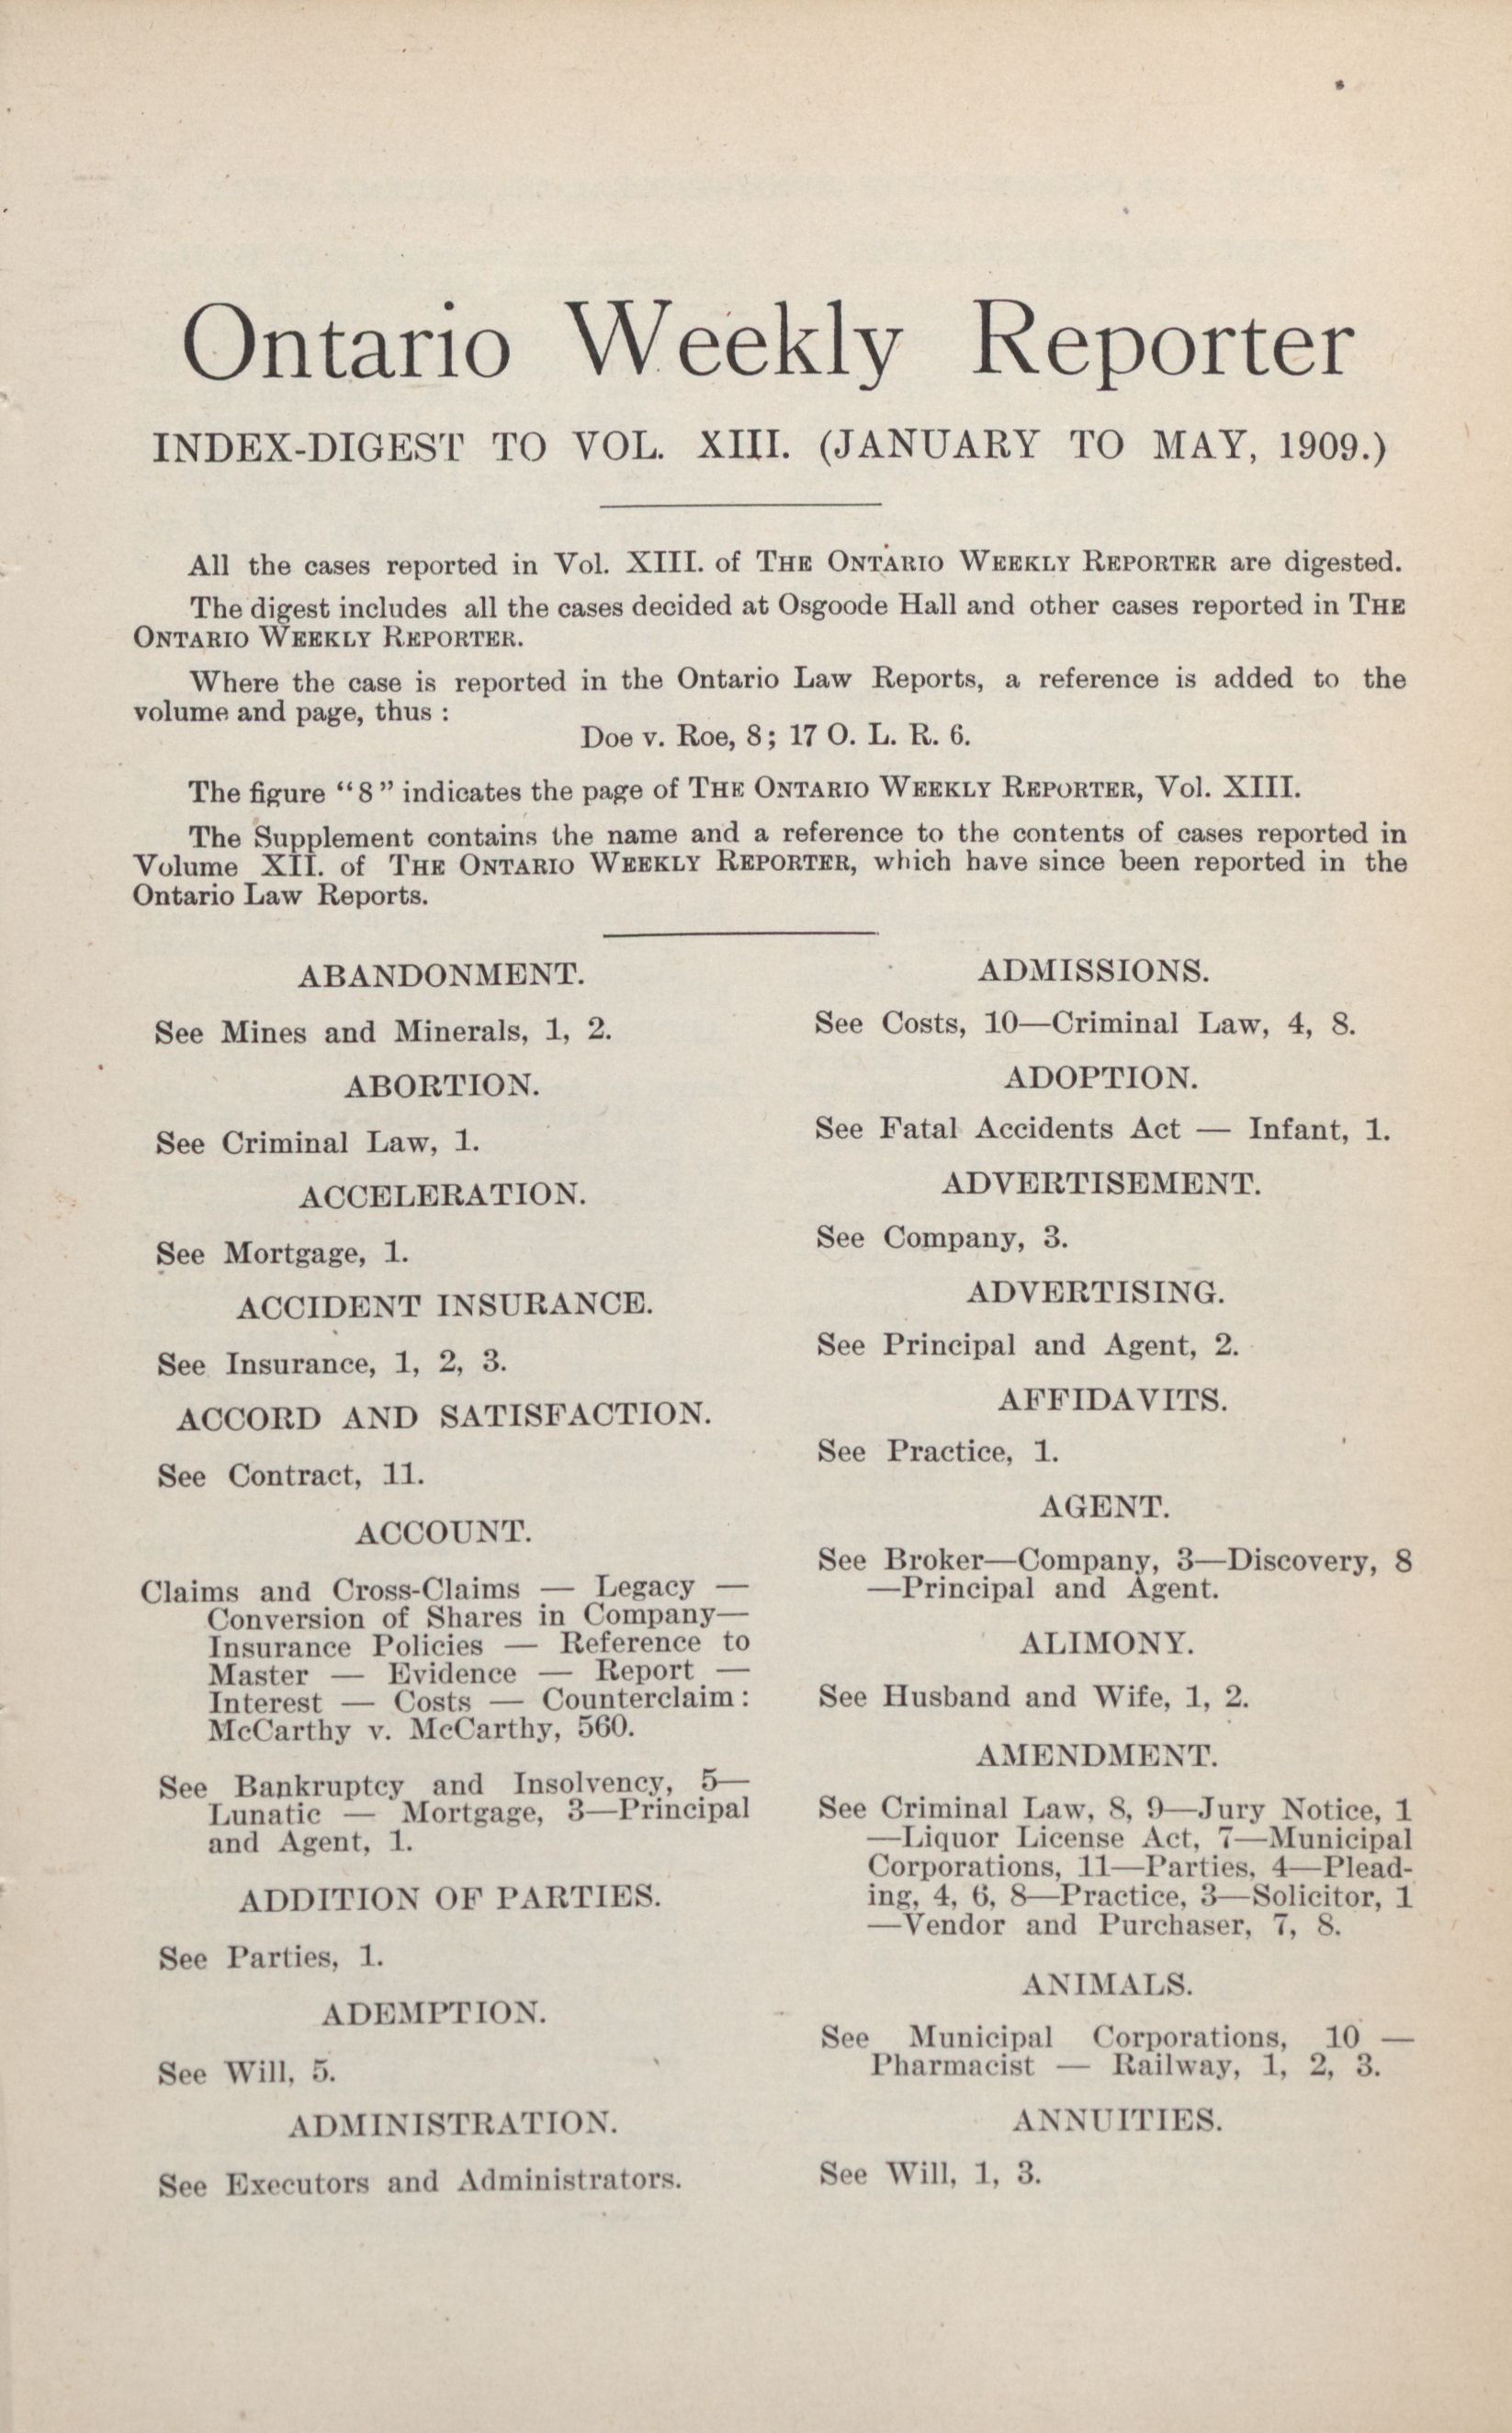 Ontario Weekly Reporter
INDEX-DIGEST TO VOL. XIII. (JANUARY TO MAY, 1909.)
All the cases reported in Vol. XIII. of THE ONTARIO WEEKLY REPORTER are digested.
The digest includes all the cases decided at Osgoode Hall and other cases reported in THE
ONTARIO WEEKLY REPORTER.
Where the case is reported in the Ontario Law Reports, a reference is added to the
volume and page, thus :
Doe v. Roe, 8; 17 O. L. R. 6.
The figure "8" indicates the page of THE ONTARIO WEEKLY REPORTER, Vol. XIII.
The Supplement contains the name and a reference to the contents of cases reported in
Volume XII. of THE ONTARIO WEEKLY REPORTER, which have since been reported in the
Ontario Law Reports.
ABANDONMENT.
See Mines and Minerals, 1, 2.
ABORTION.
See Criminal Law, 1.
ACCELERATION.
See Mortgage, 1.
ACCIDENT INSURANCE.
See Insurance, 1, 2, 3.
ACCORD AND SATISFACTION.
See Contract, 11.
ACCOUNT.
Claims and Cross-Claims — Legacy —
Conversion of Shares in Company—
Insurance Policies — Reference to
Master — Evidence — Report —
Interest — Costs — Counterclaim:
McCarthy v. McCarthy, 560.
See Bankruptcy and Insolvency, 5—
Lunatic — Mortgage, 3—Principal
and Agent, 1.
ADDITION OF PARTIES.
See Parties, 1.
ADEMPTION.
See Will, 5.
ADMINISTRATION.
See Executors and Administrators.
ADMISSIONS.
See Costs, 10—Criminal Law, 4, 8.
ADOPTION.
See Fatal Accidents Act — Infant, 1.
ADVERTISEMENT.
See Company, 3.
ADVERTISING.
See Principal and Agent, 2.
AFFIDAVITS.
See Practice, 1.
AGENT.
See Broker—Company, 3—Discovery, 8
—Principal and Agent.
ALIMONY.
See Husband and Wife, 1, 2.
AMENDMENT.
See Criminal Law, 8, 9—Jury Notice, 1
—Liquor License Act, 7—Municipal
Corporations, 11—Parties, 4—Plead-
ing, 4, 6, 8—Practice, 3—Solicitor, 1
—Vendor and Purchaser, 7, 8.
ANIMALS.
See Municipal Corporations, 10 —
Pharmacist — Railway, 1, 2, 3.
ANNUITIES.
See Will, 1, 3.